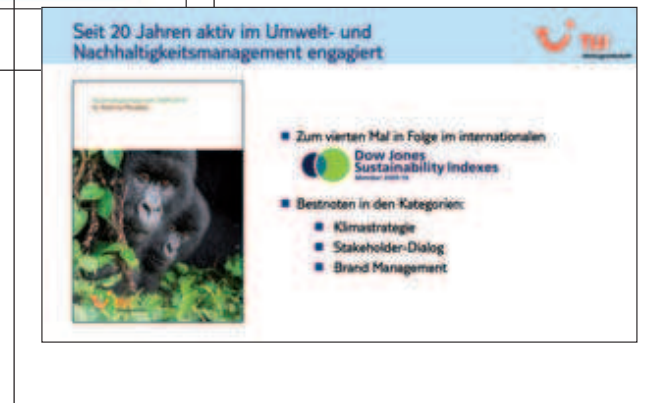 Seit 20 Jahren aktiv im Umwelt- und
Nachhaltigkeitsmanagement engagiert
TUI
Zum vierten Mal in Folge im internationalen
Dow Jones
Sustainability Indexes
Bestnoten in den Kategorien:
Klimastrategie
Stakeholder-Dialog
Brand Management